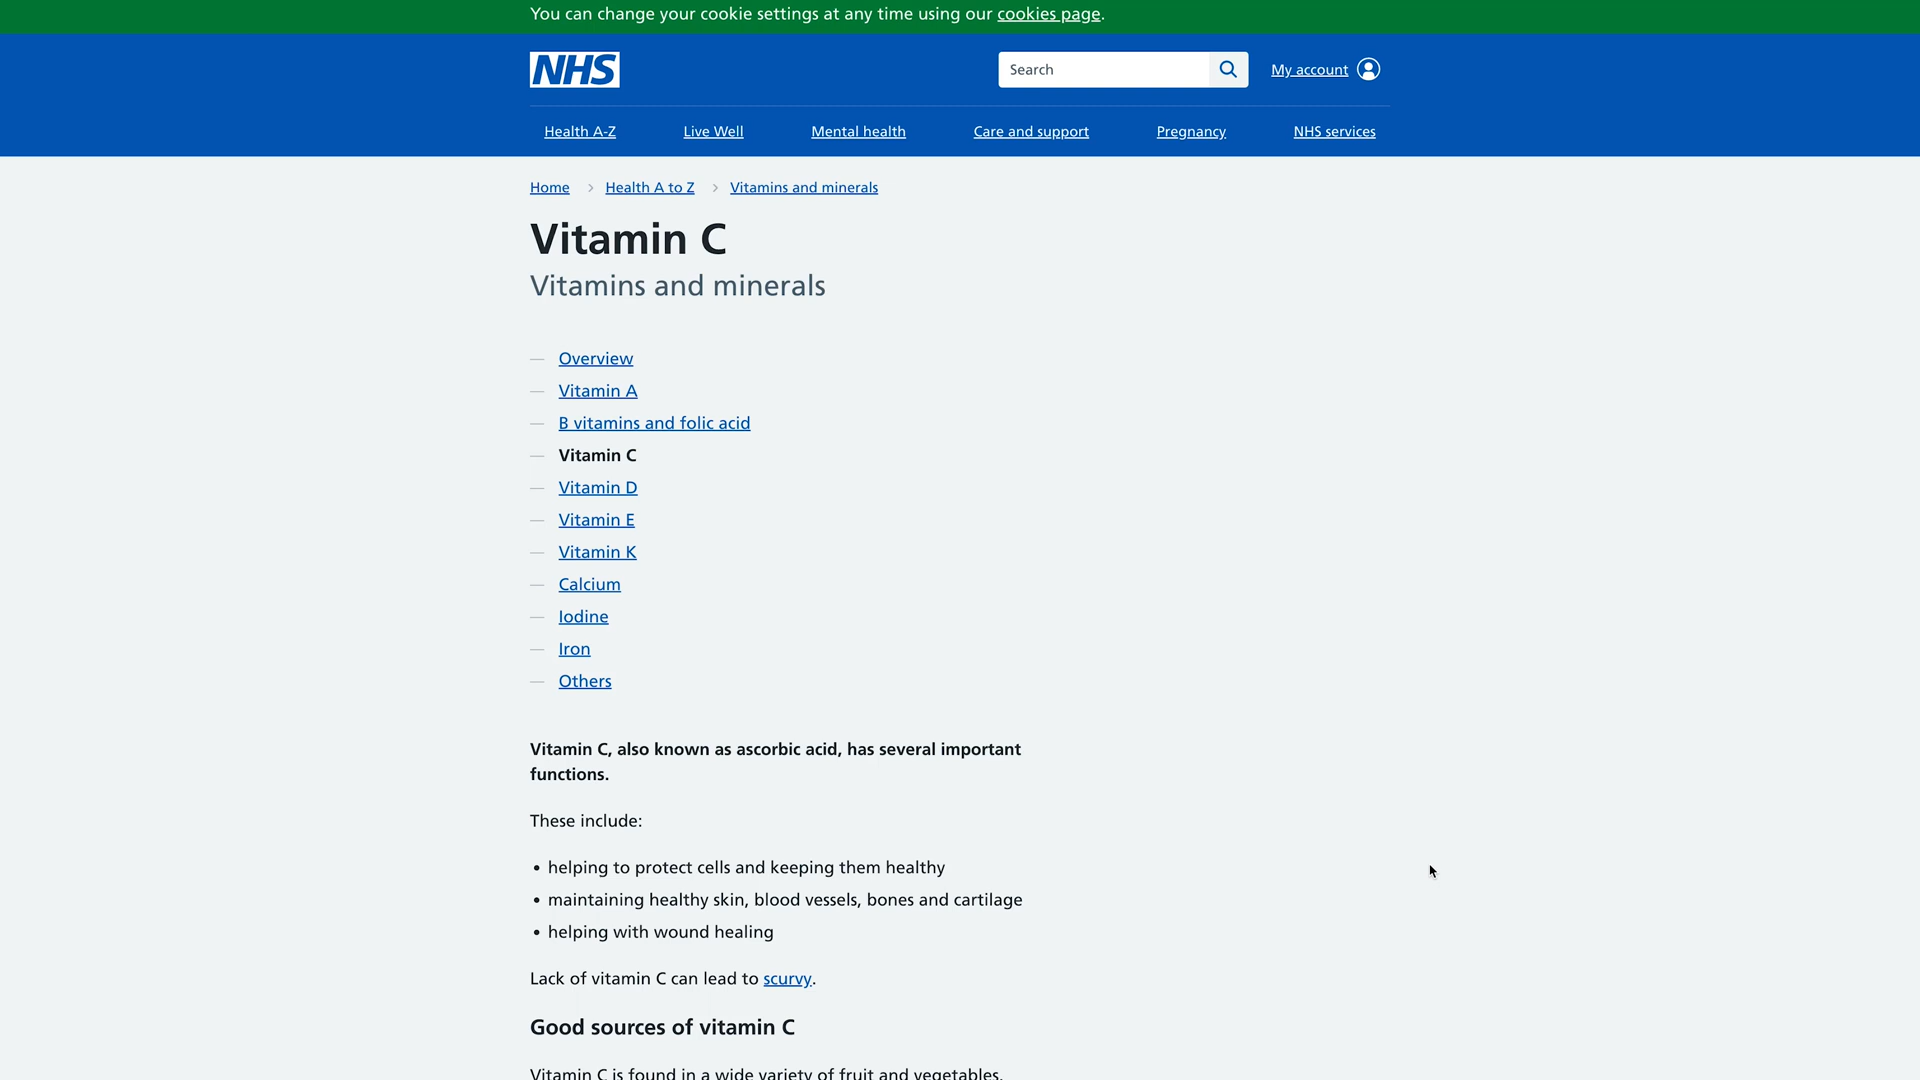 You can change your cookie settings at any time using our cookies page.
NHS
Search
My account
Health A-Z
Live Well
Mental health
Care and support
Pregnancy
NHS services
Home
Health A to Z
Vitamins and minerals
Vitamin C
Vitamins and minerals
— Overview
— Vitamin A
— B vitamins and folic acid
— Vitamin C
— Vitamin D
— Vitamin E
— Vitamin K
— Calcium
— Iodine
— Iron
— Others
Vitamin C, also known as ascorbic acid, has several important
functions.
These include:
• helping to protect cells and keeping them healthy
• maintaining healthy skin, blood vessels, bones and cartilage
• helping with wound healing
Lack of vitamin C can lead to scurvy.
Good sources of vitamin C
Vitamin C is found in a wide variety of fruit and vegetables.